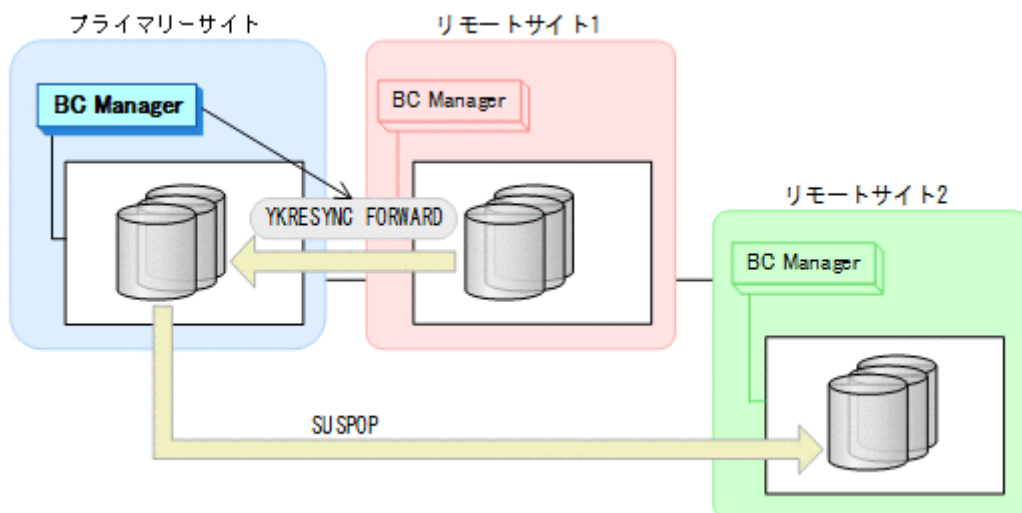 プライマリーサイト
リモートサイト1
BC Manager
BC Manager
YKRESYNC FORWARD
リモートサイト2
BC Manager
SUSPOP